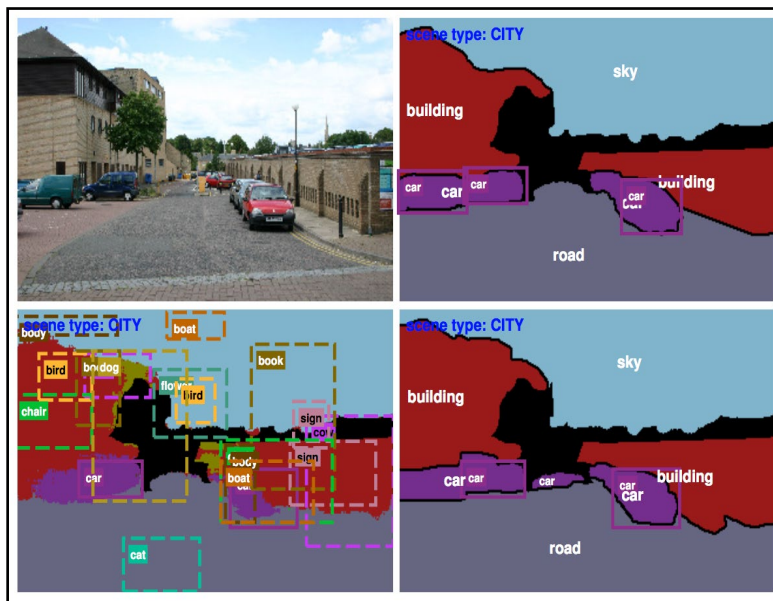 scene type: CITY
sky
building
car
car
car
building
car
car
road
scene type: CITY
body
boat
bird
dog
book
flower
bird
chair
sign
cow
body
sign
car
boat
cat
scene type: CITY
sky
building
building
car
car
car
car
car
road